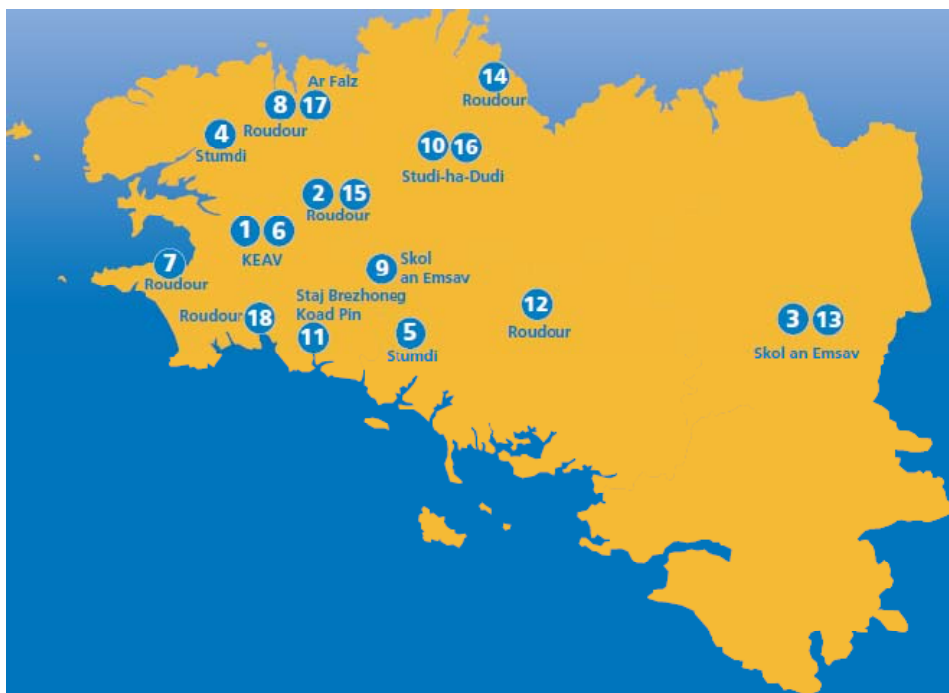 14
Roudour
Ar Falz
8 17
Roudour
4
Stumdi
10 16
Studi-ha-Dudi
2 15
Roudour
1 6
KEAV
7
Roudour
9 Skol
an Emsav
Staj Brezhoneg
Koad Pin
11
Roudour 18
5
Stumdi
12
Roudour
3 13
Skol an Emsav